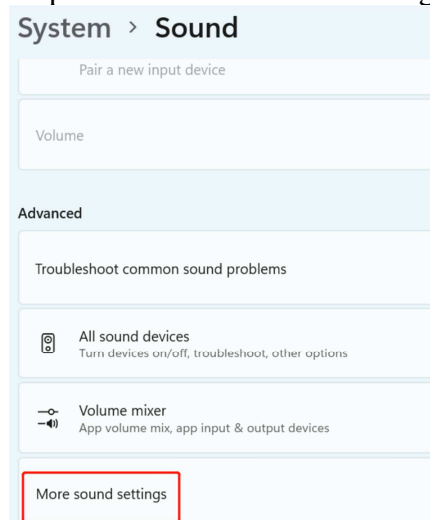 System > Sound
Pair a new input device
Volume
Advanced
Troubleshoot common sound problems
All sound devices
Turn devices on/off, troubleshoot, other options
Volume mixer
App volume mix, app input & output devices
More sound settings